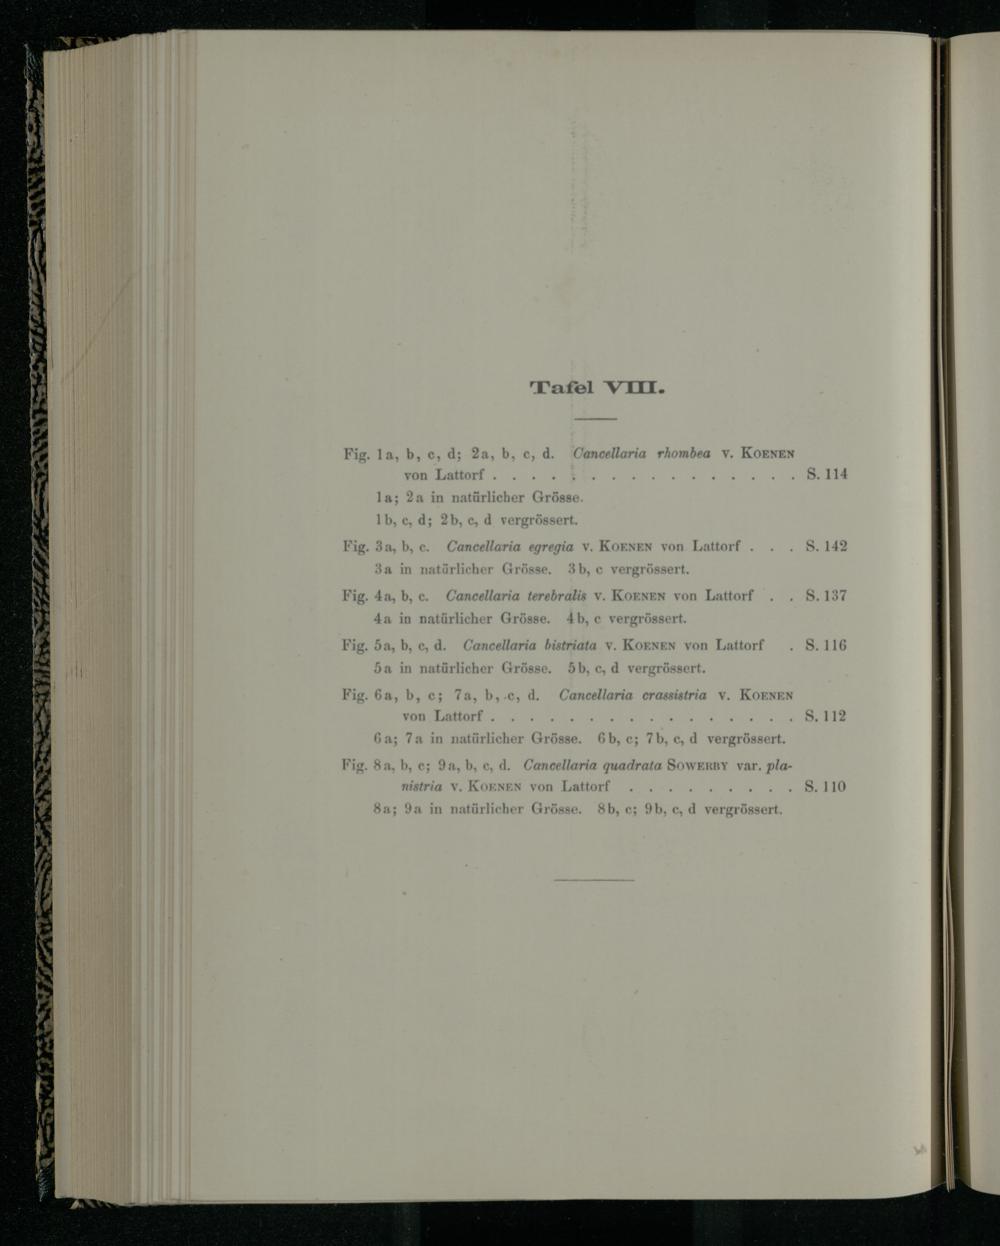 Tafel VIII.
Fig. 1a, b, c, d; 2a, b, c, d. Cancellaria rhombea v. Koenen
von Lattorf . . . . . . . . . . . . . . . . S. 114
1a; 2a in natürlicher Grösse.
1b, c, d; 2b, c, d vergrössert.
Fig. 3a, b, c. Cancellaria egregia v. Koenen von Lattorf . . . S. 142
3a in natürlicher Grösse. 3b, c vergrössert.
Fig. 4a, b, c. Cancellaria terebralis v. Koenen von Lattorf . . S. 137
4a in natürlicher Grösse. 4b, c vergrössert.
Fig. 5a, b, c, d. Cancellaria bistriata v. Koenen von Lattorf . S. 116
5a in natürlicher Grösse. 5b, c, d vergrössert.
Fig. 6a, b, c; 7a, b, c, d. Cancellaria crassistria v. Koenen
von Lattorf . . . . . . . . . . . . . . . . S. 112
6a; 7a in natürlicher Grösse. 6b, c; 7b, c, d vergrössert.
Fig. 8a, b, c; 9a, b, c, d. Cancellaria quadrata Sowerby var. pla-
nistria v. Koenen von Lattorf . . . . . . . . . S. 110
8a; 9a in natürlicher Grösse. 8b, c; 9b, c, d vergrössert.